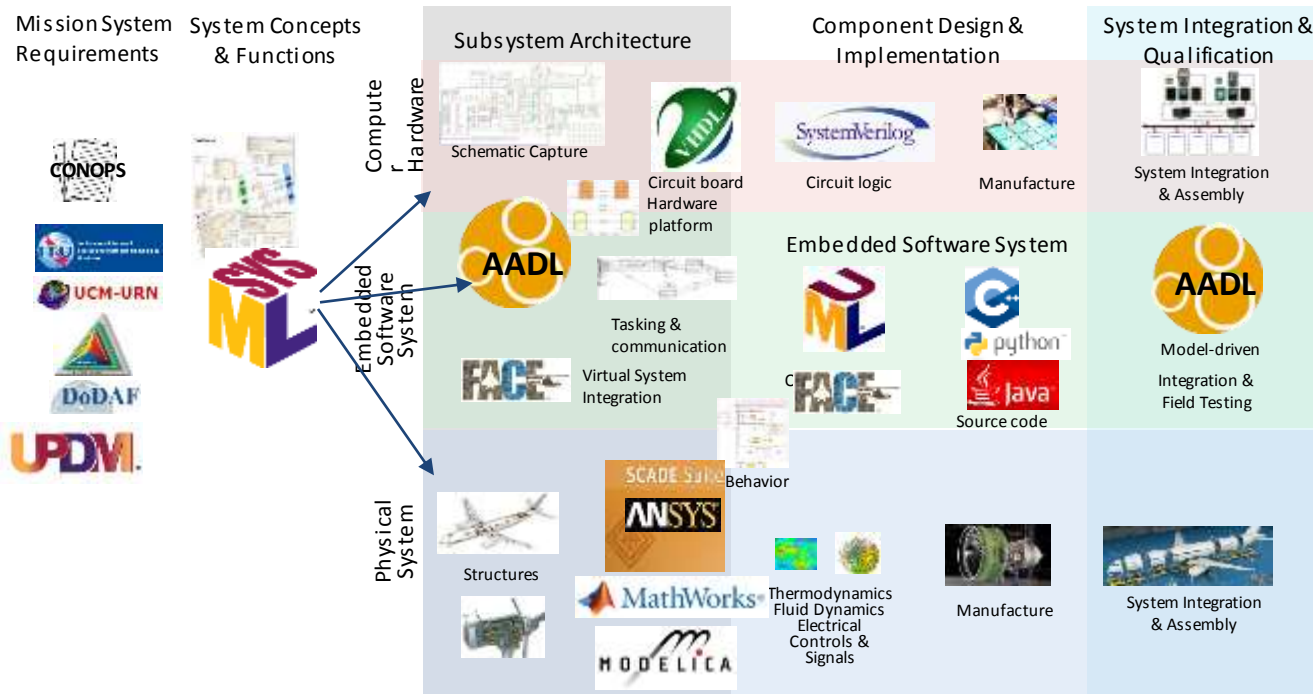 Mission System
Requirements
System Concepts
& Functions
Subsystem Architecture
Component Design &
Implementation
System Integration &
Qualification
Compute
r
Hardware
Embedded
Software
System
Physical
System
CONOPS
UCM-URN
DoDAF
UPDM
SYS
ML
Schematic Capture
VHDL
Circuit board
Hardware
platform
SystemVerilog
Circuit logic
Manufacture
System Integration
& Assembly
AADL
Tasking &
communication
FACE
Virtual System
Integration
Embedded Software System
UML
C++
python
Java
Source code
C
FACE
AADL
Model-driven
Integration &
Field Testing
Behavior
Structures
SCADE Suite
ANSYS
MathWorks®
MODELICA
Thermodynamics
Fluid Dynamics
Electrical
Controls &
Signals
Manufacture
System Integration
& Assembly